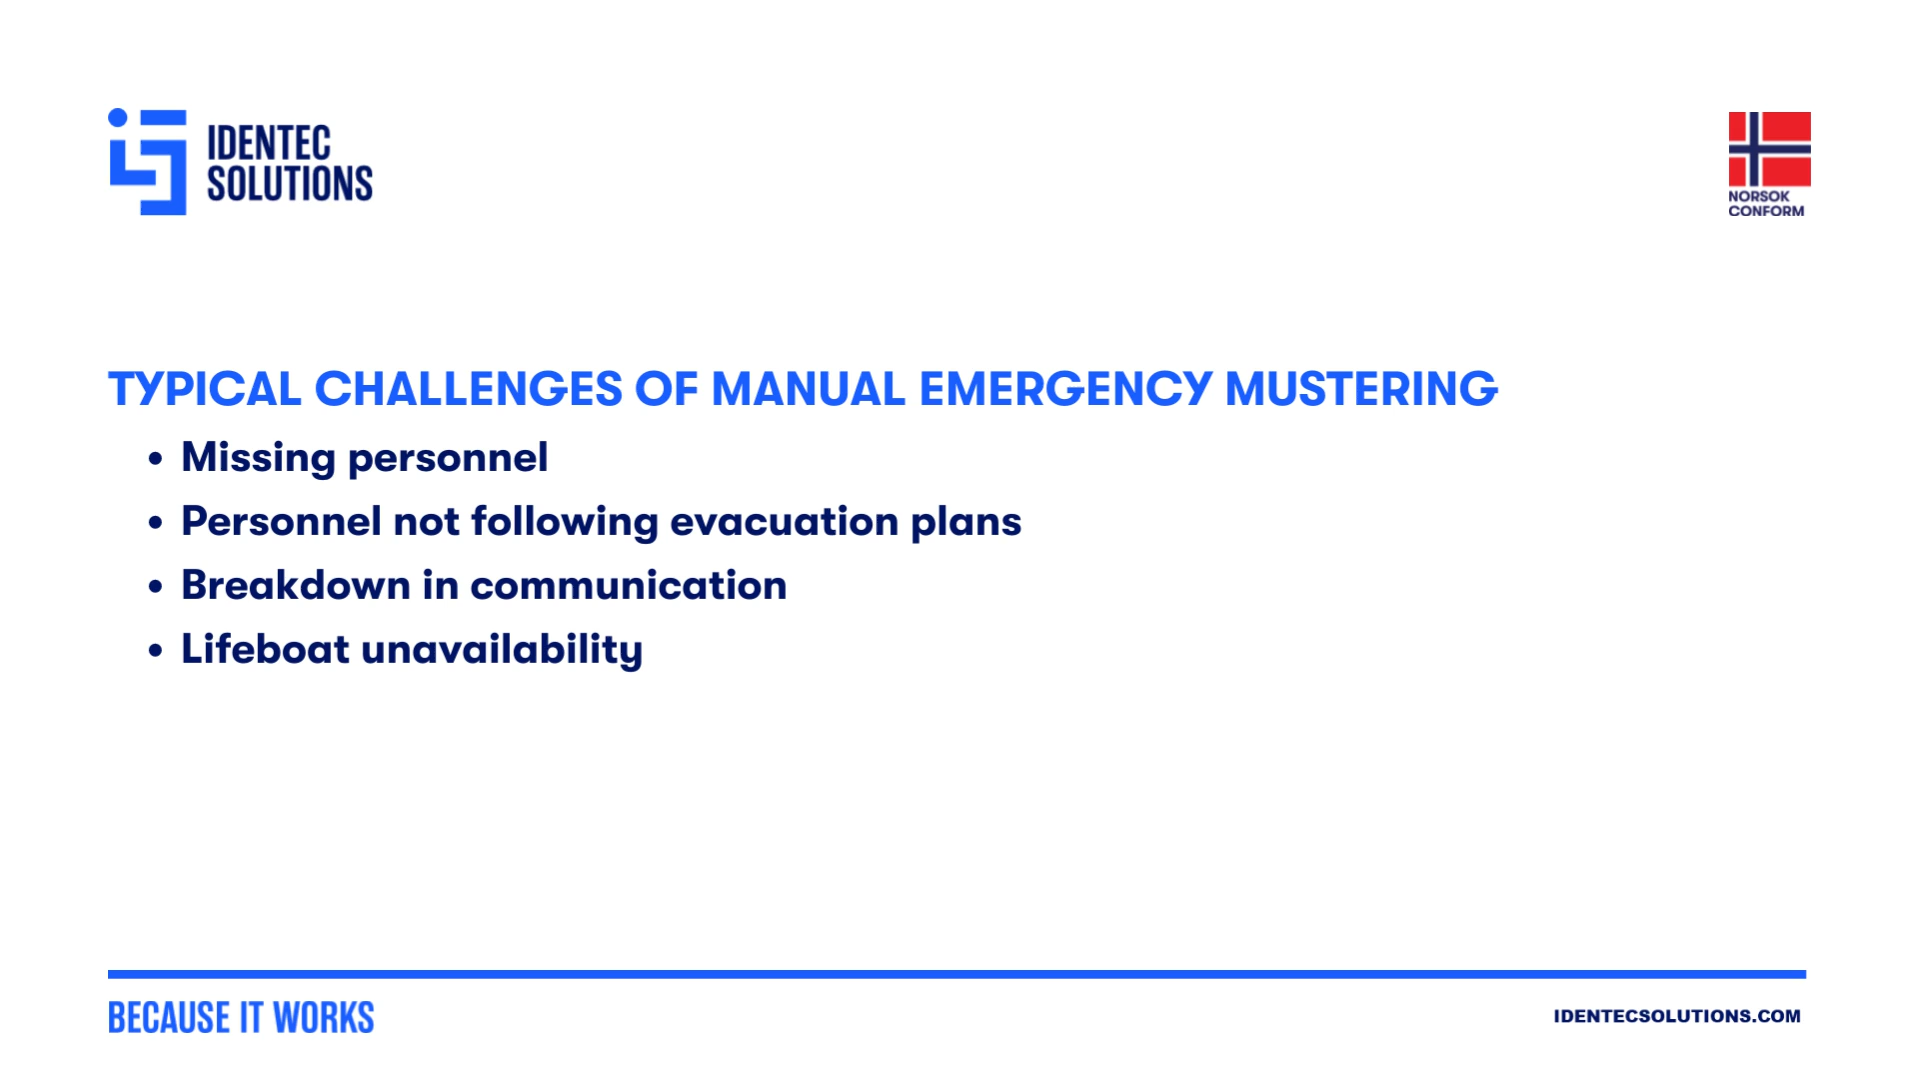 IDENTEC
SOLUTIONS
NORSOK
CONFORM
TYPICAL CHALLENGES OF MANUAL EMERGENCY MUSTERING
• Missing personnel
• Personnel not following evacuation plans
• Breakdown in communication
• Lifeboat unavailability
BECAUSE IT WORKS
IDENTECSOLUTIONS.COM